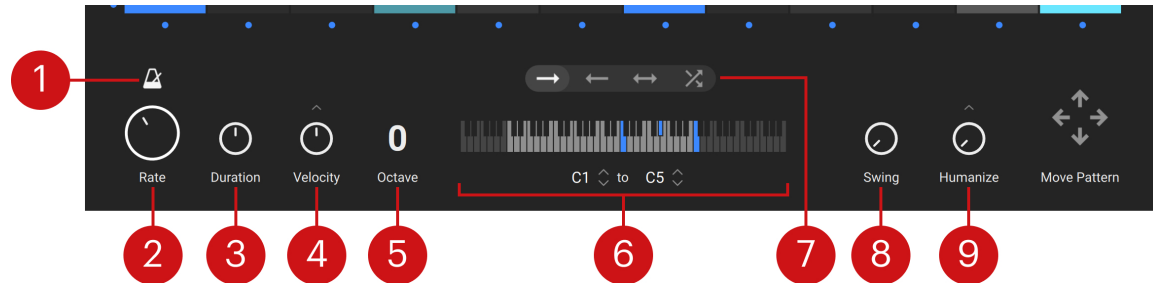 1
0
Rate Duration Velocity Octave C1 to C5 Swing Humanize Move Pattern
2 3 4 5 6 7 8 9